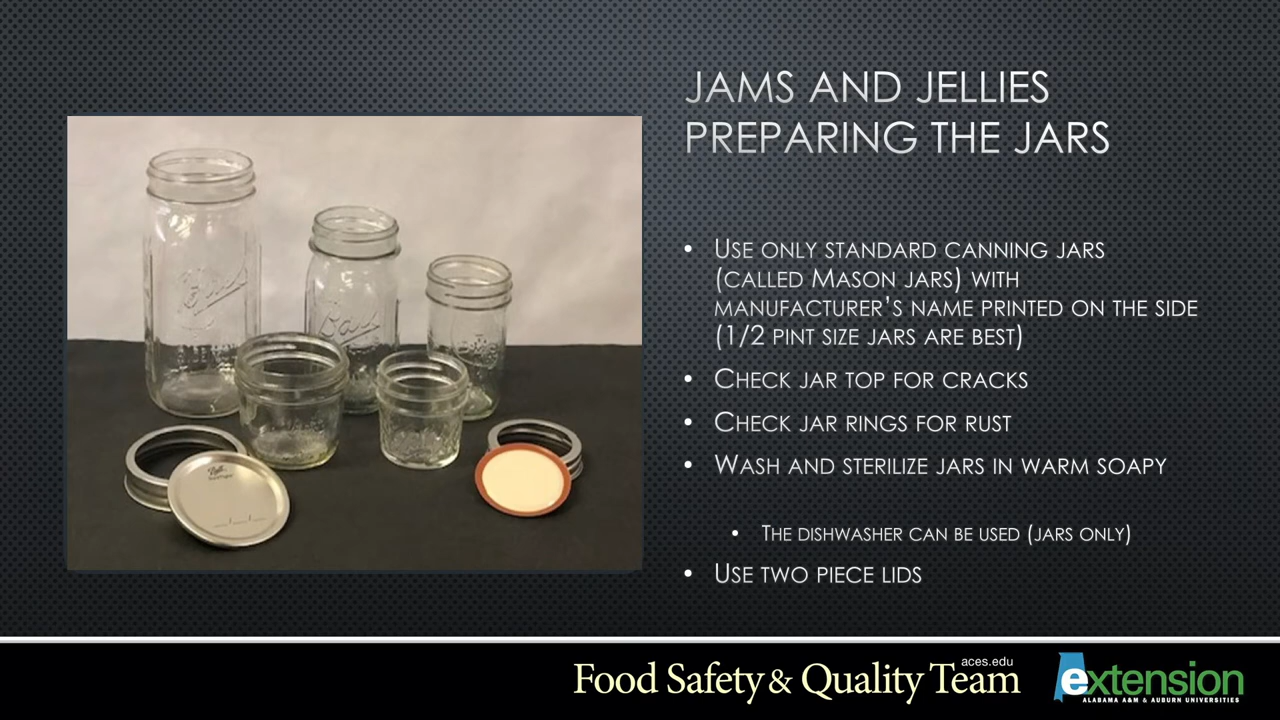 JAMS AND JELLIES
PREPARING THE JARS
• USE ONLY STANDARD CANNING JARS
(CALLED MASON JARS) WITH
MANUFACTURER'S NAME PRINTED ON THE SIDE
(1/2 PINT SIZE JARS ARE BEST)
• CHECK JAR TOP FOR CRACKS
• CHECK JAR RINGS FOR RUST
• WASH AND STERILIZE JARS IN WARM SOAPY
• THE DISHWASHER CAN BE USED (JARS ONLY)
• USE TWO PIECE LIDS
Ball
Ball
Ball
aces.edu
Food Safety & Quality Team
extension
ALABAMA A&M & AUBURN UNIVERSITIES